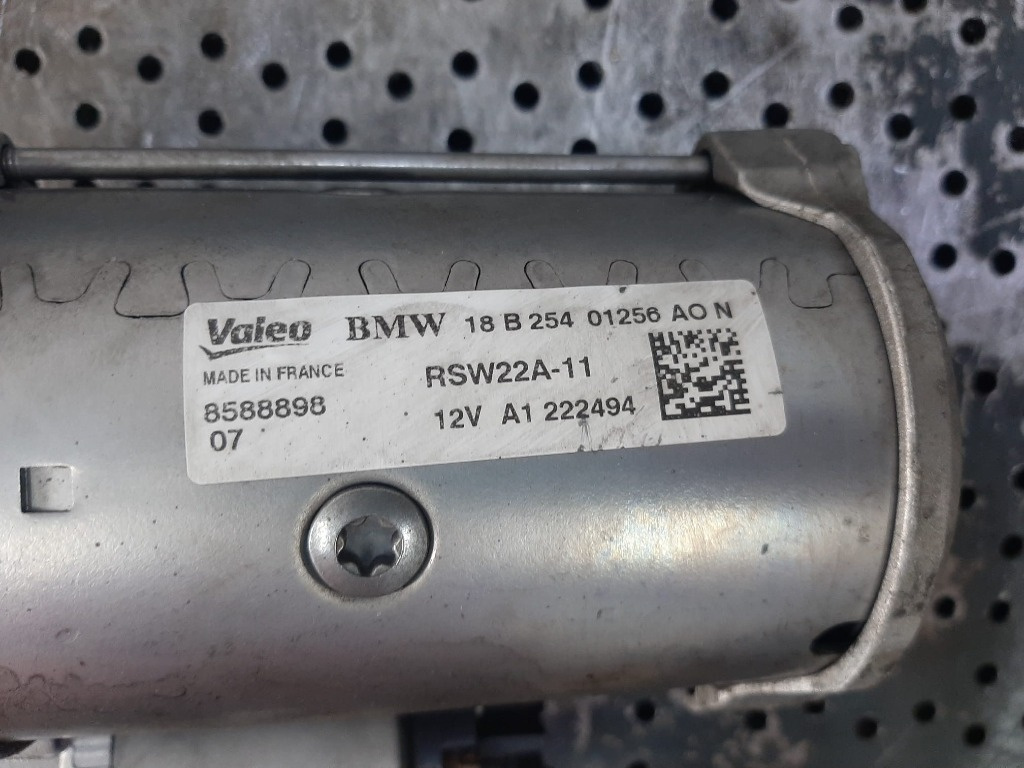 Valeo BMW 18 B 254 01256 AO N
MADE IN FRANCE RSW22A-11
8588898 12V A1 222494
07